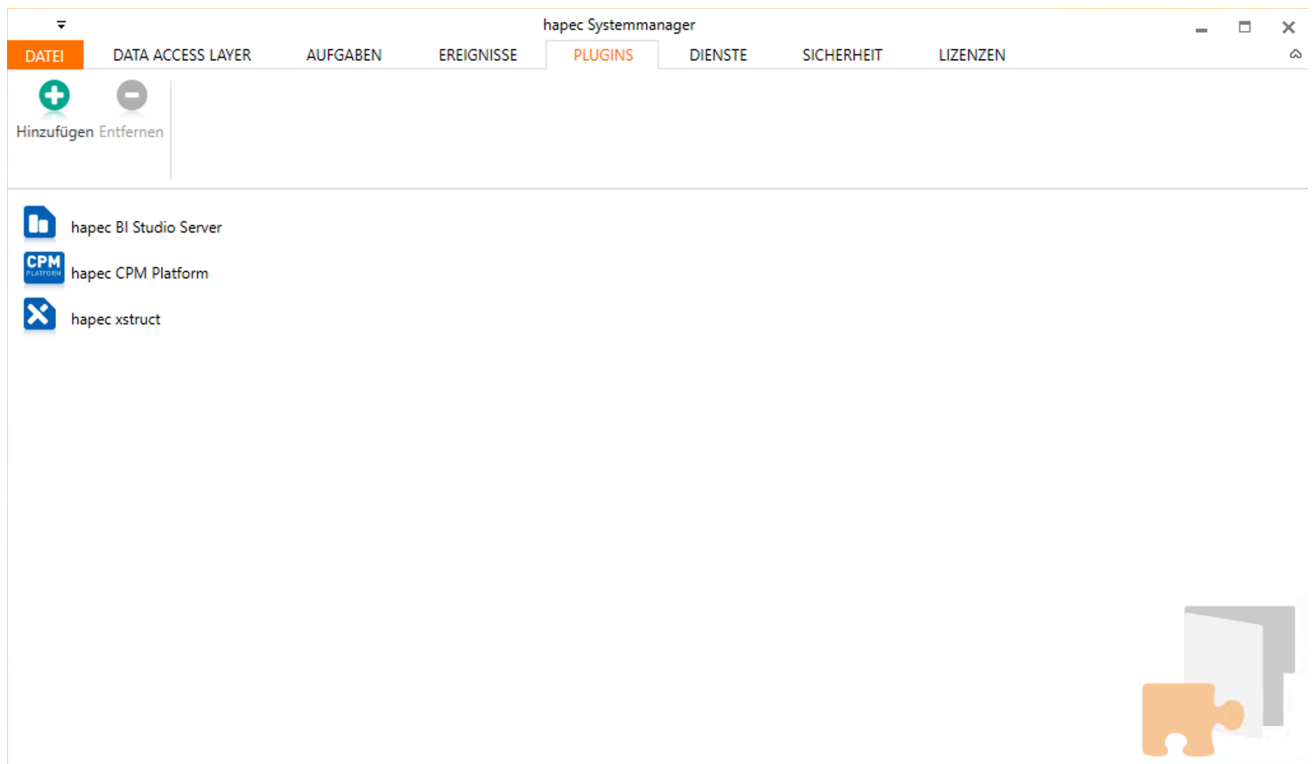 hapec Systemmanager
DATEI DATA ACCESS LAYER AUFGABEN EREIGNISSE PLUGINS DIENSTE SICHERHEIT LIZENZEN
Hinzufügen Entfernen
hapec BI Studio Server
CPM
PLATFORM
hapec CPM Platform
hapec xstruct